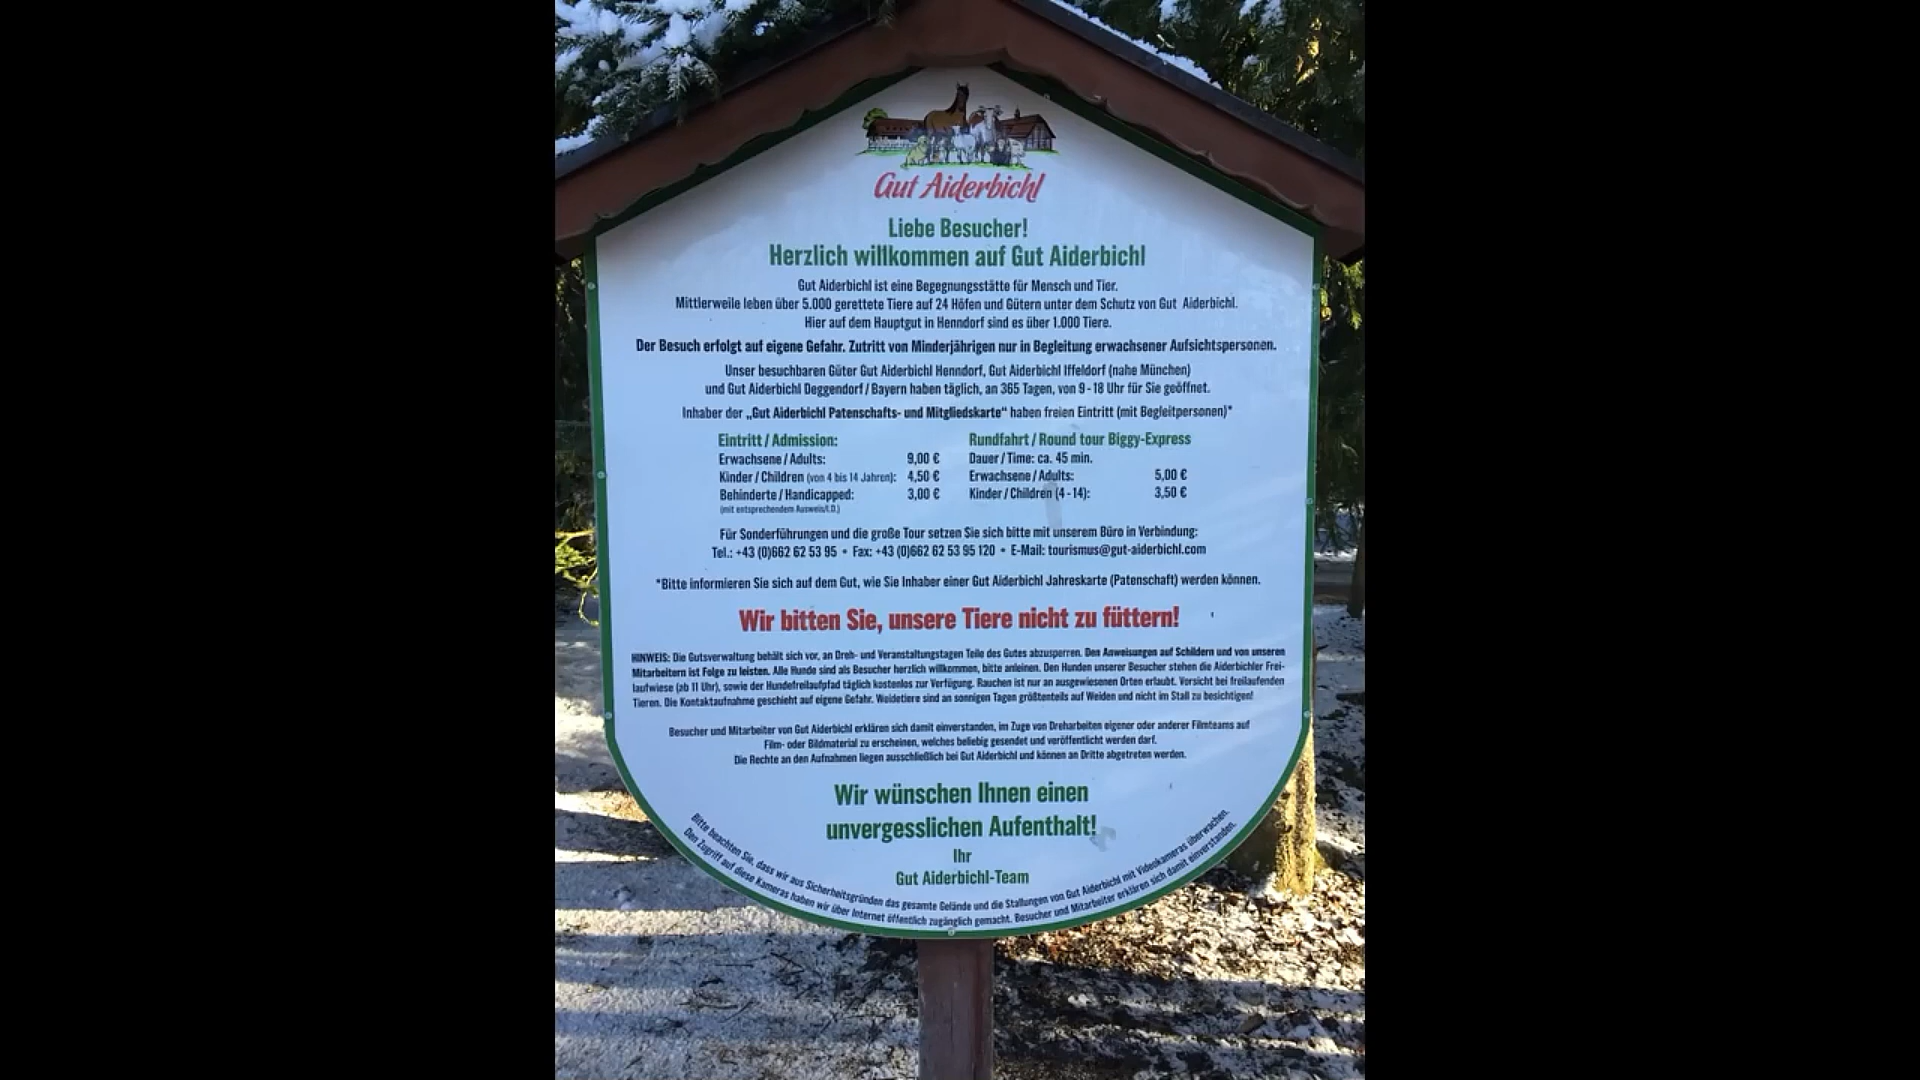 Gut Aiderbichl
Liebe Besucher!
Herzlich willkommen auf Gut Aiderbichl
Gut Aiderbichl ist eine Begegnungsstätte für Mensch und Tier.
Mittlerweile leben über 5.000 gerettete Tiere auf 24 Höfen und Gütern unter dem Schutz von Gut Aiderbichl.
Hier auf dem Hauptgut in Henndorf sind es über 1.000 Tiere.
Der Besuch erfolgt auf eigene Gefahr. Zutritt von Minderjährigen nur in Begleitung erwachsener Aufsichtspersonen.
Unser besuchbaren Güter Gut Aiderbichl Henndorf, Gut Aiderbichl Iffeldorf (nahe München)
und Gut Aiderbichl Deggendorf / Bayern haben täglich, an 365 Tagen, von 9 - 18 Uhr für Sie geöffnet.
Inhaber der „Gut Aiderbichl Patenschafts- und Mitgliedskarte“ haben freien Eintritt (mit Begleitpersonen)*
Eintritt / Admission:
Erwachsene / Adults: 9,00 €
Kinder / Children (von 4 bis 14 Jahren): 4,50 €
Behinderte / Handicapped: 3,00 €
(mit entsprechendem Ausweis/I.D.)
Rundfahrt / Round tour Biggy-Express
Dauer / Time: ca. 45 min.
Erwachsene / Adults: 5,00 €
Kinder / Children (4 - 14): 3,50 €
Für Sonderführungen und die große Tour setzen Sie sich bitte mit unserem Büro in Verbindung:
Tel.: +43 (0)662 62 53 95 • Fax: +43 (0)662 62 53 95 120 • E-Mail: tourismus@gut-aiderbichl.com
*Bitte informieren Sie sich auf dem Gut, wie Sie Inhaber einer Gut Aiderbichl Jahreskarte (Patenschaft) werden können.
Wir bitten Sie, unsere Tiere nicht zu füttern!
HINWEIS: Die Gutsverwaltung behält sich vor, an Dreh- und Veranstaltungstagen Teile des Gutes abzusperren. Den Anweisungen auf Schildern und von unseren
Mitarbeitern ist Folge zu leisten. Alle Hunde sind als Besucher herzlich willkommen, bitte anleinen. Den Hunden unserer Besucher stehen die Aiderbichler Frei-
laufwiese (ab 11 Uhr), sowie der Hundefreilaufpfad täglich kostenlos zur Verfügung. Rauchen ist nur an ausgewiesenen Orten erlaubt. Vorsicht bei freilaufenden
Tieren. Die Kontaktaufnahme geschieht auf eigene Gefahr. Weidetiere sind an sonnigen Tagen größtenteils auf Weiden und nicht im Stall zu besichtigen!
Besucher und Mitarbeiter von Gut Aiderbichl erklären sich damit einverstanden, im Zuge von Dreharbeiten eigener oder anderer Filmteams auf
Film- oder Bildmaterial zu erscheinen, welches beliebig gesendet und veröffentlicht werden darf.
Die Rechte an den Aufnahmen liegen ausschließlich bei Gut Aiderbichl und können an Dritte abgetreten werden.
Wir wünschen Ihnen einen
unvergesslichen Aufenthalt!
Ihr
Gut Aiderbichl-Team
Bitte beachten Sie, dass wir aus Sicherheitsgründen das gesamte Gelände und die Stallungen von Gut Aiderbichl mit Videokameras überwachen.
Den Zugriff auf diese Kameras haben wir über Internet öffentlich zugänglich gemacht. Besucher und Mitarbeiter erklären sich damit einverstanden.